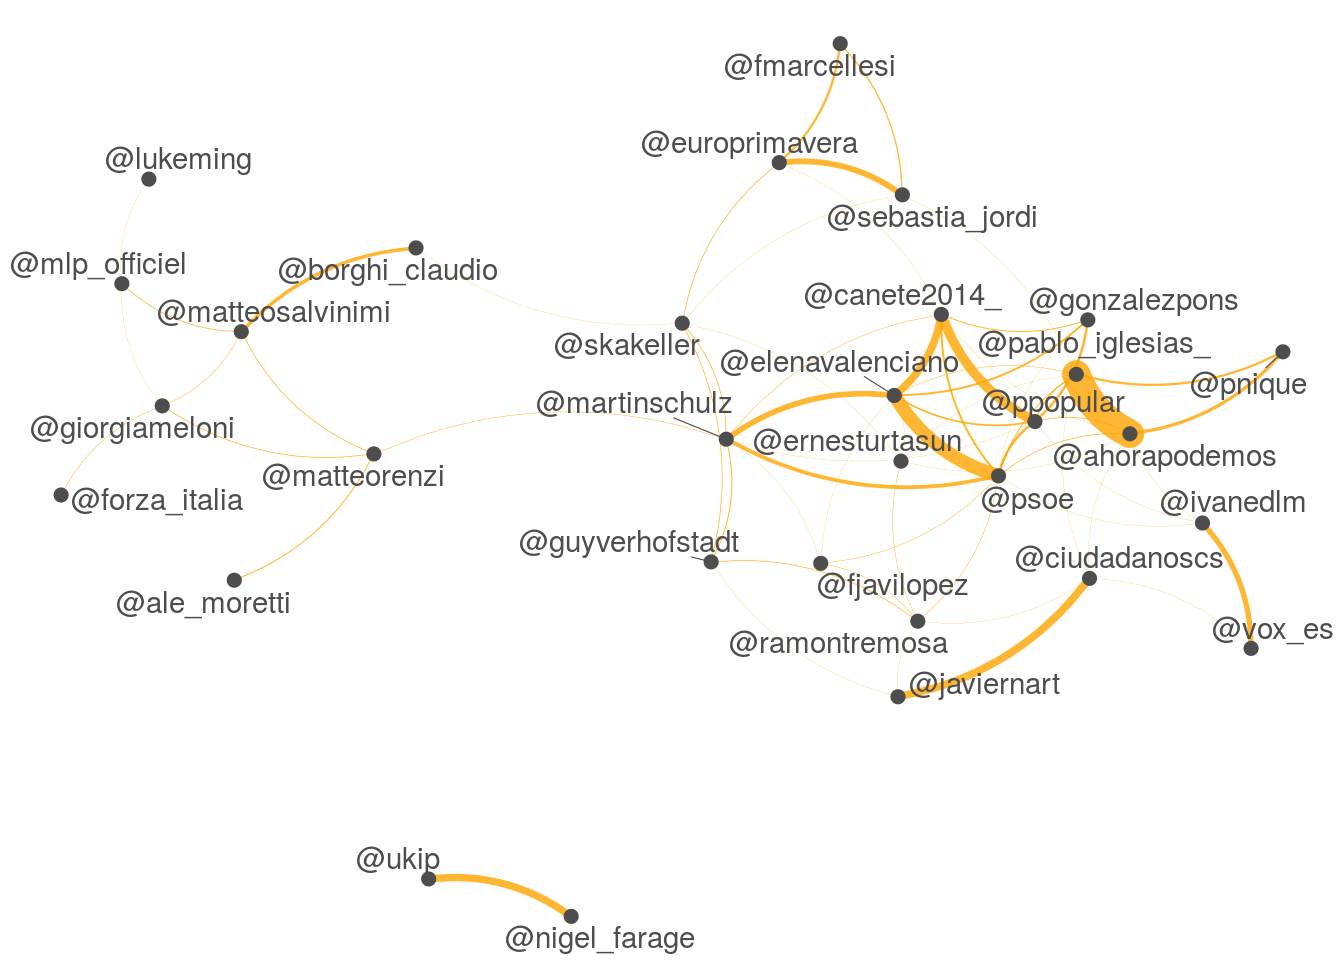 @fmarcellesi
@europrimavera
@lukeming
@sebastia_jordi
@mlp_officiel
@borghi_claudio
@canete2014_
@gonzalezpons
@matteosalvinimi
@skakeller
@pablo_iglesias_
@elenavalenciano
@pnique
@martinschulz
@ppopular
@giorgiameloni
@ernesturtasun
@ahorapodemos
@matteorenzi
@forza_italia
@psoe
@ivanedlm
@guyverhofstadt
@ciudadanoscs
@fjavilopez
@ale_moretti
@vox_es
@ramontremosa
@javiernart
@ukip
@nigel_farage